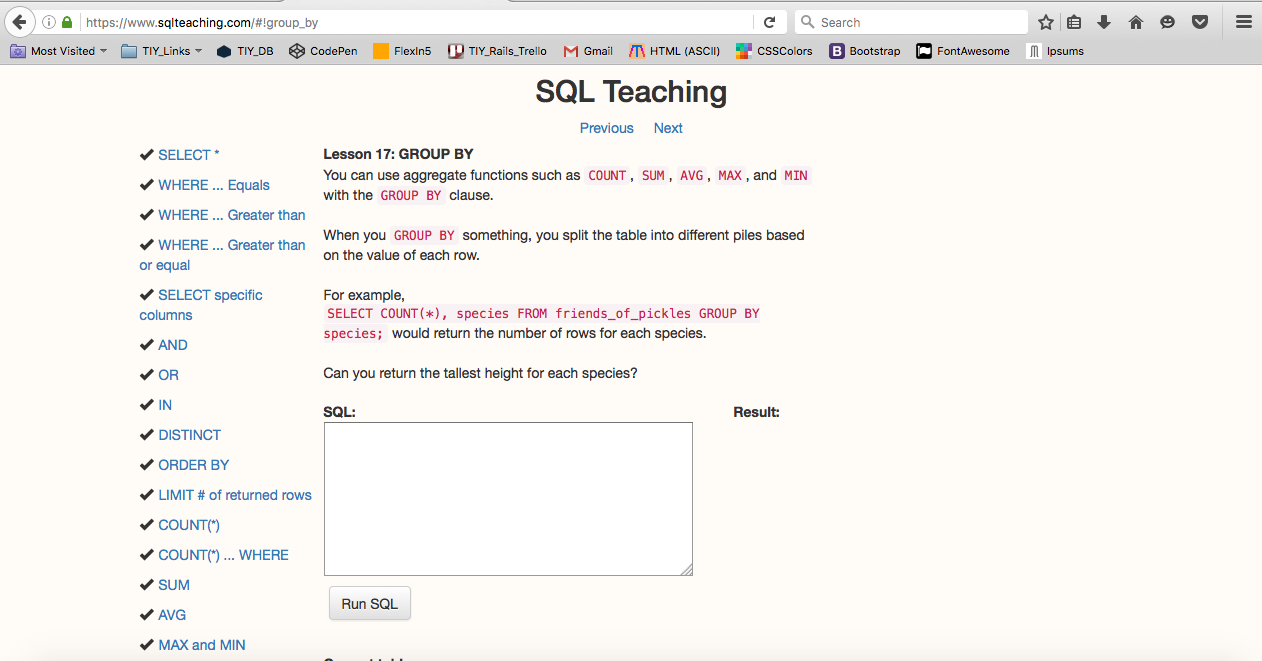 https://www.sqlteaching.com/#!group_by
Search
Most Visited
TIY_Links
TIY_DB
CodePen
FlexIn5
TIY_Rails_Trello
Gmail
HTML (ASCII)
CSSColors
Bootstrap
FontAwesome
Ipsums
SQL Teaching
Previous
Next
SELECT *
WHERE ... Equals
WHERE ... Greater than
WHERE ... Greater than
or equal
SELECT specific
columns
AND
OR
IN
DISTINCT
ORDER BY
LIMIT # of returned rows
COUNT(*)
COUNT(*) ... WHERE
SUM
AVG
MAX and MIN
Lesson 17: GROUP BY
You can use aggregate functions such as COUNT, SUM, AVG, MAX, and MIN
with the GROUP BY clause.
When you GROUP BY something, you split the table into different piles based
on the value of each row.
For example,
SELECT COUNT(*), species FROM friends_of_pickles GROUP BY
species; would return the number of rows for each species.
Can you return the tallest height for each species?
SQL:
Result:
Run SQL